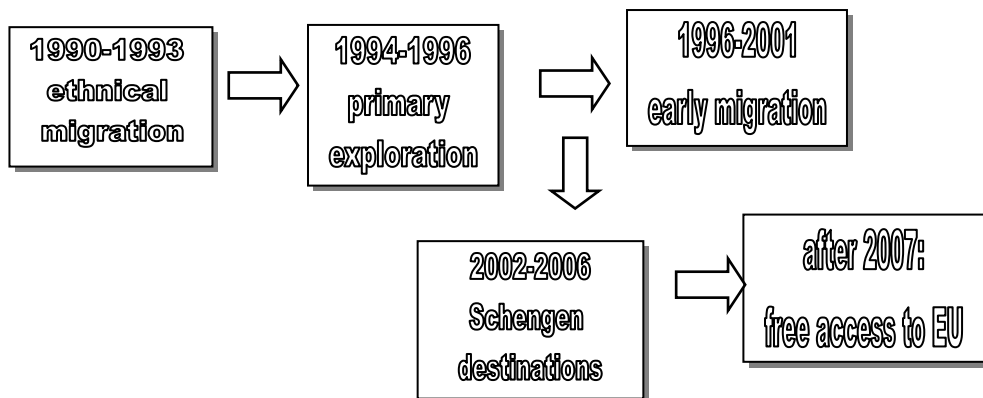 1990-1993
ethnical
migration
1994-1996
primary
exploration
1996-2001
early migration
2002-2006
Schengen
destinations
after 2007:
free access to EU